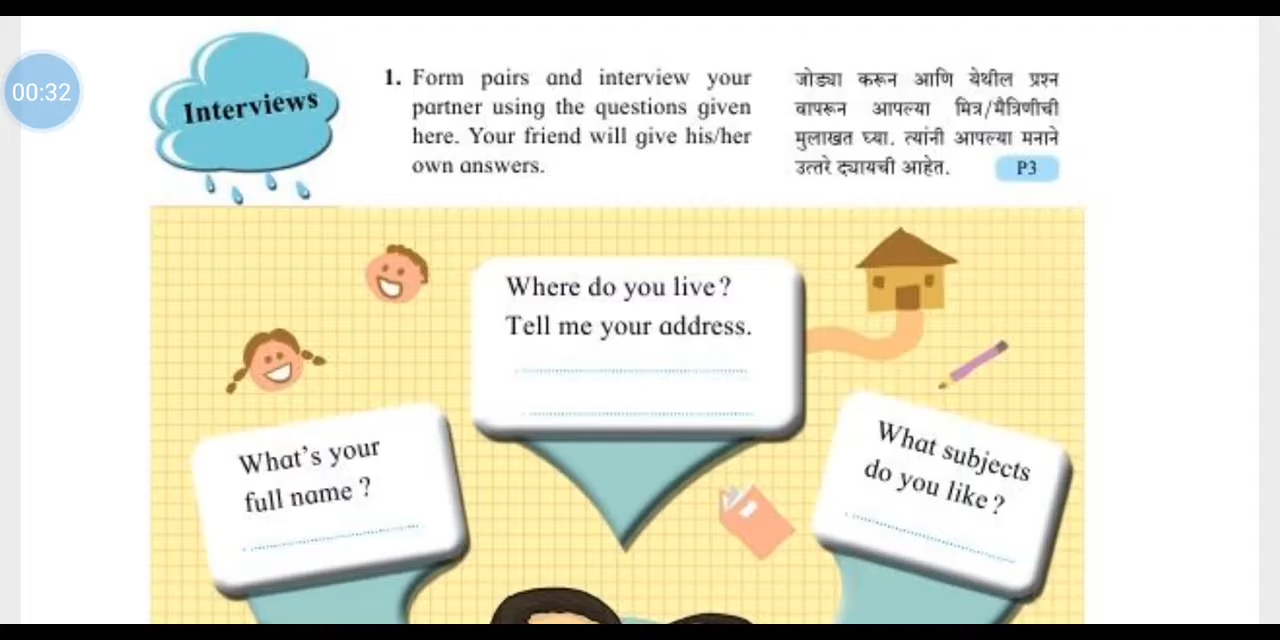 00:32
Interviews
1. Form pairs and interview your
partner using the questions given
here. Your friend will give his/her
own answers.
जोड्या करून आणि येथील प्रश्न
वापरून आपल्या मित्र/मैत्रिणीची
मुलाखत घ्या. त्यांनी आपल्या मनाने
उत्तरे द्यायची आहेत. P3
Where do you live?
Tell me your address.
What's your
full name ?
What subjects
do you like?